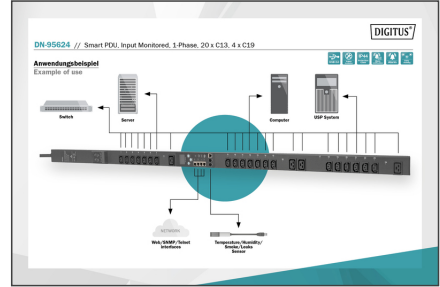 DIGITUS®
DN-95624 // Smart PDU, Input Monitored, 1-Phase, 20 x C13, 4 x C19
Anwendungsbeispiel
Example of use
Switch
Server
Computer
USP System
NETWORK
Web/SNMP/Telnet
interfaces
Temperature/Humidity/
Smoke/Leaks
Sensor